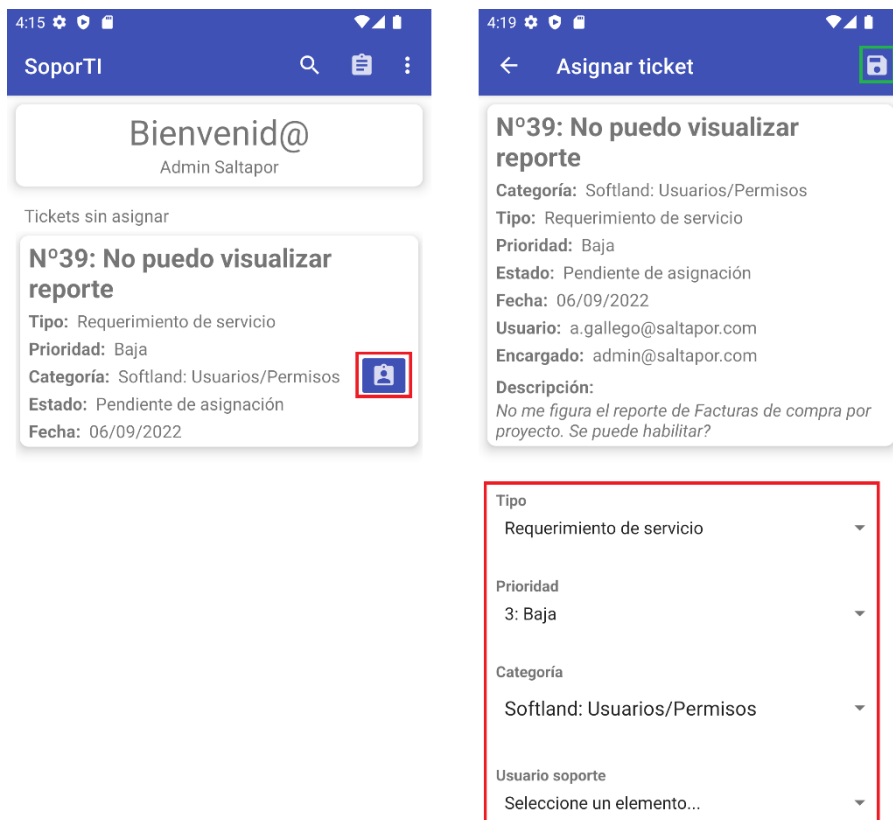 4:15
SoporTI
Bienvenid@
Admin Saltapor
Tickets sin asignar
Nº39: No puedo visualizar
reporte
Tipo: Requerimiento de servicio
Prioridad: Baja
Categoría: Softland: Usuarios/Permisos
Estado: Pendiente de asignación
Fecha: 06/09/2022
4:19
Asignar ticket
Nº39: No puedo visualizar
reporte
Categoría: Softland: Usuarios/Permisos
Tipo: Requerimiento de servicio
Prioridad: Baja
Estado: Pendiente de asignación
Fecha: 06/09/2022
Usuario: a.gallego@saltapor.com
Encargado: admin@saltapor.com
Descripción:
No me figura el reporte de Facturas de compra por
proyecto. Se puede habilitar?
Tipo
Requerimiento de servicio
Prioridad
3: Baja
Categoría
Softland: Usuarios/Permisos
Usuario soporte
Seleccione un elemento...